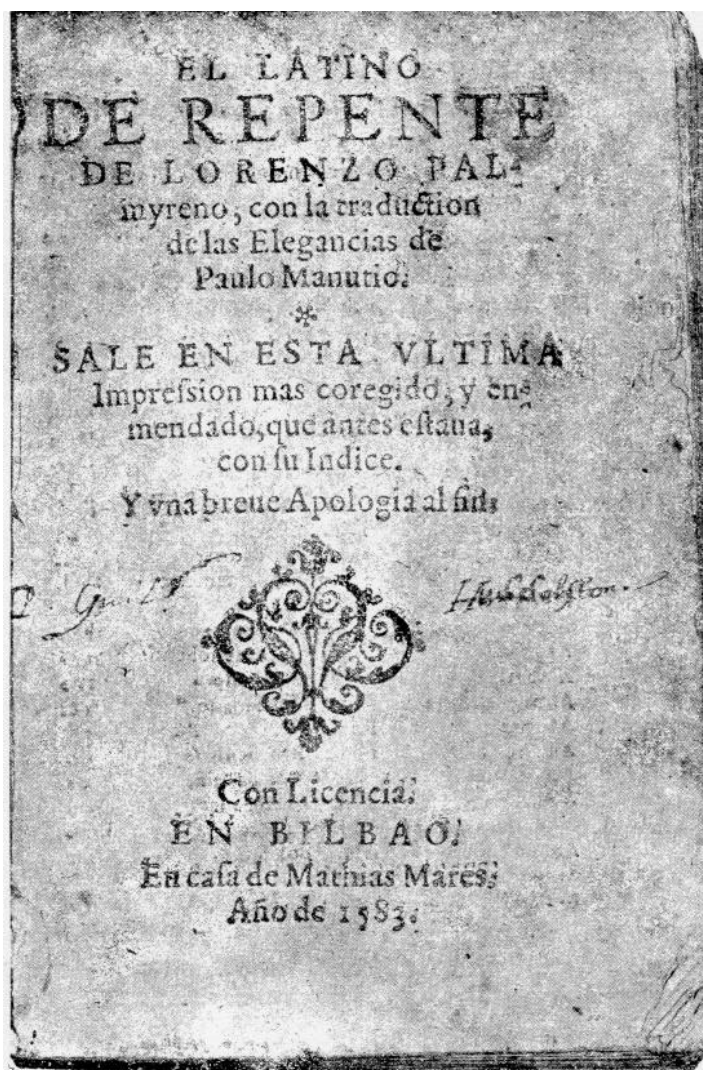 EL LATINO
DE REPENTE
DE LORENZO PAL-
myreno, con la traduction
de las Elegancias de
Paulo Manutio.
SALE EN ESTA VLTIMA
Impreſsion mas coregido, y en-
mendado, que antes eſtaua,
con ſu Indice.
Y vna breue Apologia al fin.
Con Licencia.
EN BILBAO.
En caſa de Mathias Mares.
Año de 1583.